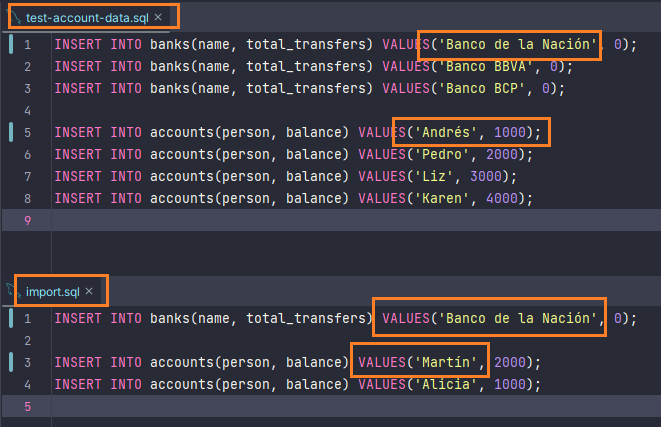 test-account-data.sql ×
1 INSERT INTO banks(name, total_transfers) VALUES('Banco de la Nación', 0);
2 INSERT INTO banks(name, total_transfers) VALUES('Banco BBVA', 0);
3 INSERT INTO banks(name, total_transfers) VALUES('Banco BCP', 0);
4
5 INSERT INTO accounts(person, balance) VALUES('Andrés', 1000);
6 INSERT INTO accounts(person, balance) VALUES('Pedro', 2000);
7 INSERT INTO accounts(person, balance) VALUES('Liz', 3000);
8 INSERT INTO accounts(person, balance) VALUES('Karen', 4000);
9
import.sql ×
1 INSERT INTO banks(name, total_transfers) VALUES('Banco de la Nación', 0);
2
3 INSERT INTO accounts(person, balance) VALUES('Martín', 2000);
4 INSERT INTO accounts(person, balance) VALUES('Alicia', 1000);
5